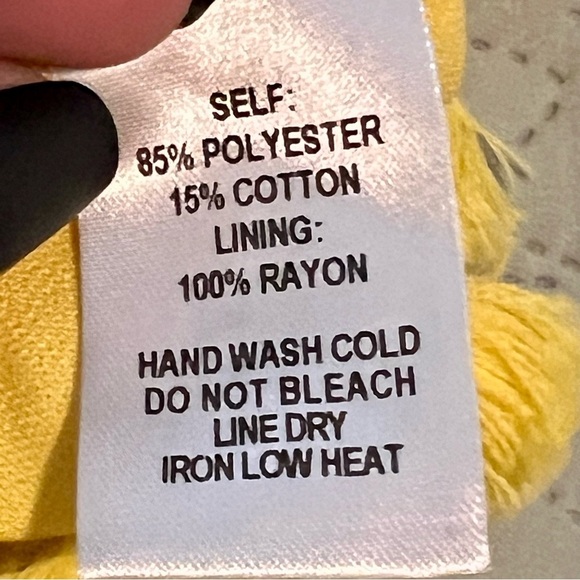 SELF:
85% POLYESTER
15% COTTON
LINING:
100% RAYON
HAND WASH COLD
DO NOT BLEACH
LINE DRY
IRON LOW HEAT